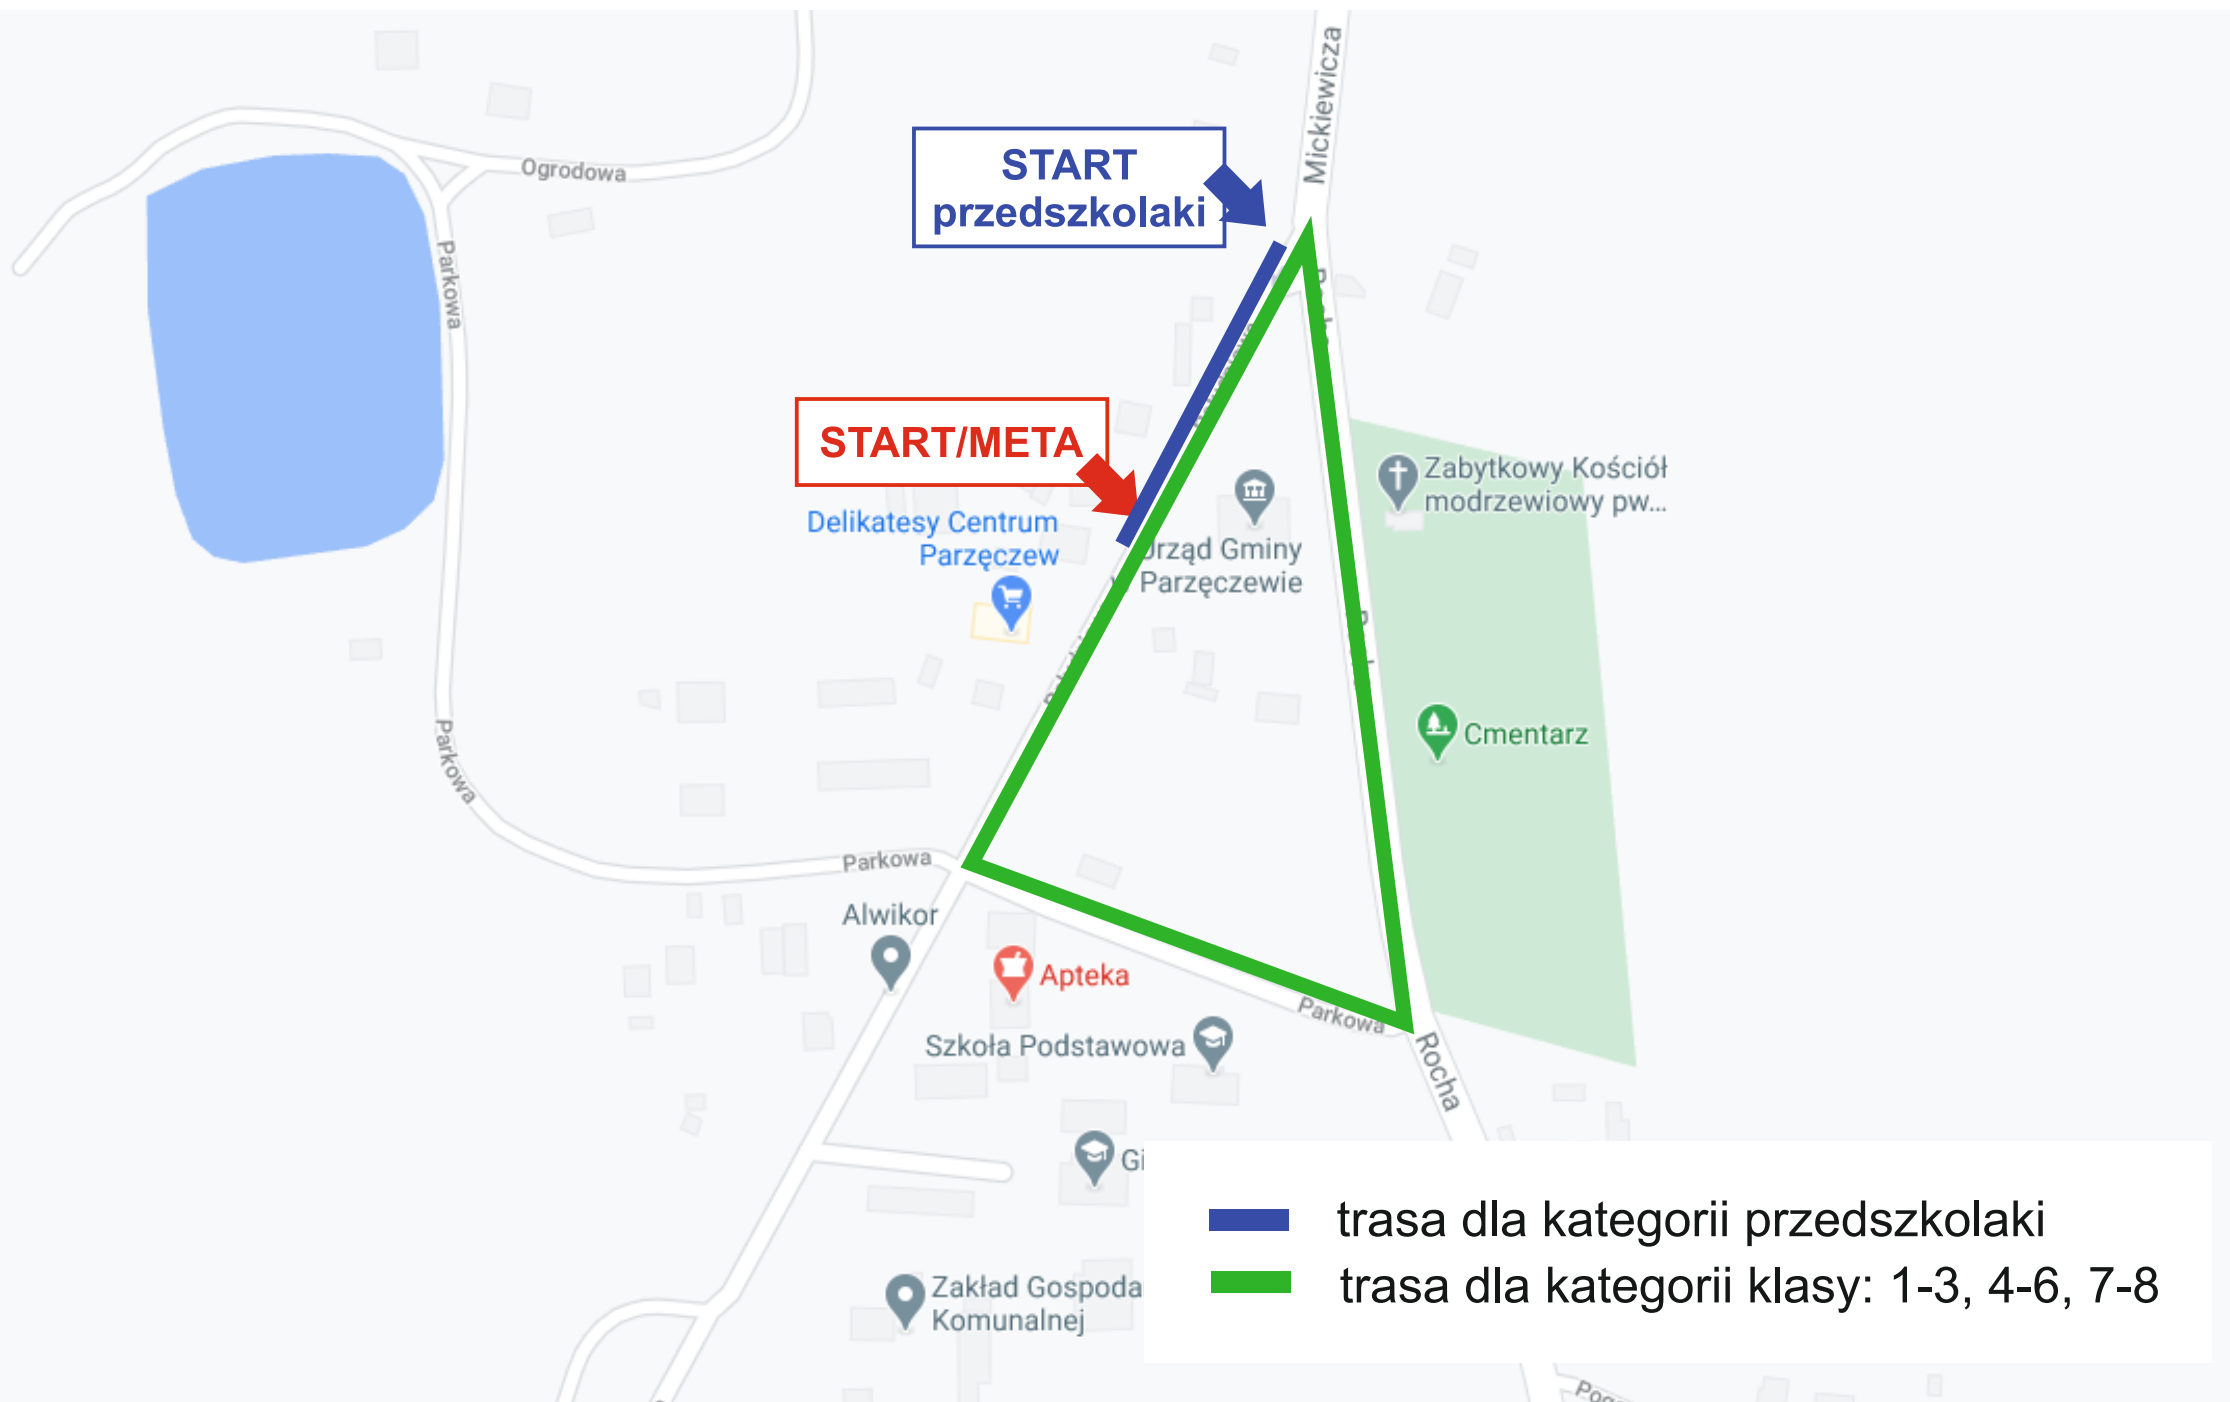 Mickiewicza
START
przedszkolaki
Ogrodowa
Parkowa
START/META
Zabytkowy Kościół
modrzewiowy pw...
Delikatesy Centrum
Parzęczew
Urząd Gminy
w Parzęczewie
Cmentarz
Parkowa
Parkowa
Alwikor
Apteka
Parkowa
Szkoła Podstawowa
Rocha
Gi
trasa dla kategorii przedszkolaki
trasa dla kategorii klasy: 1-3, 4-6, 7-8
Zakład Gospoda
Komunalnej